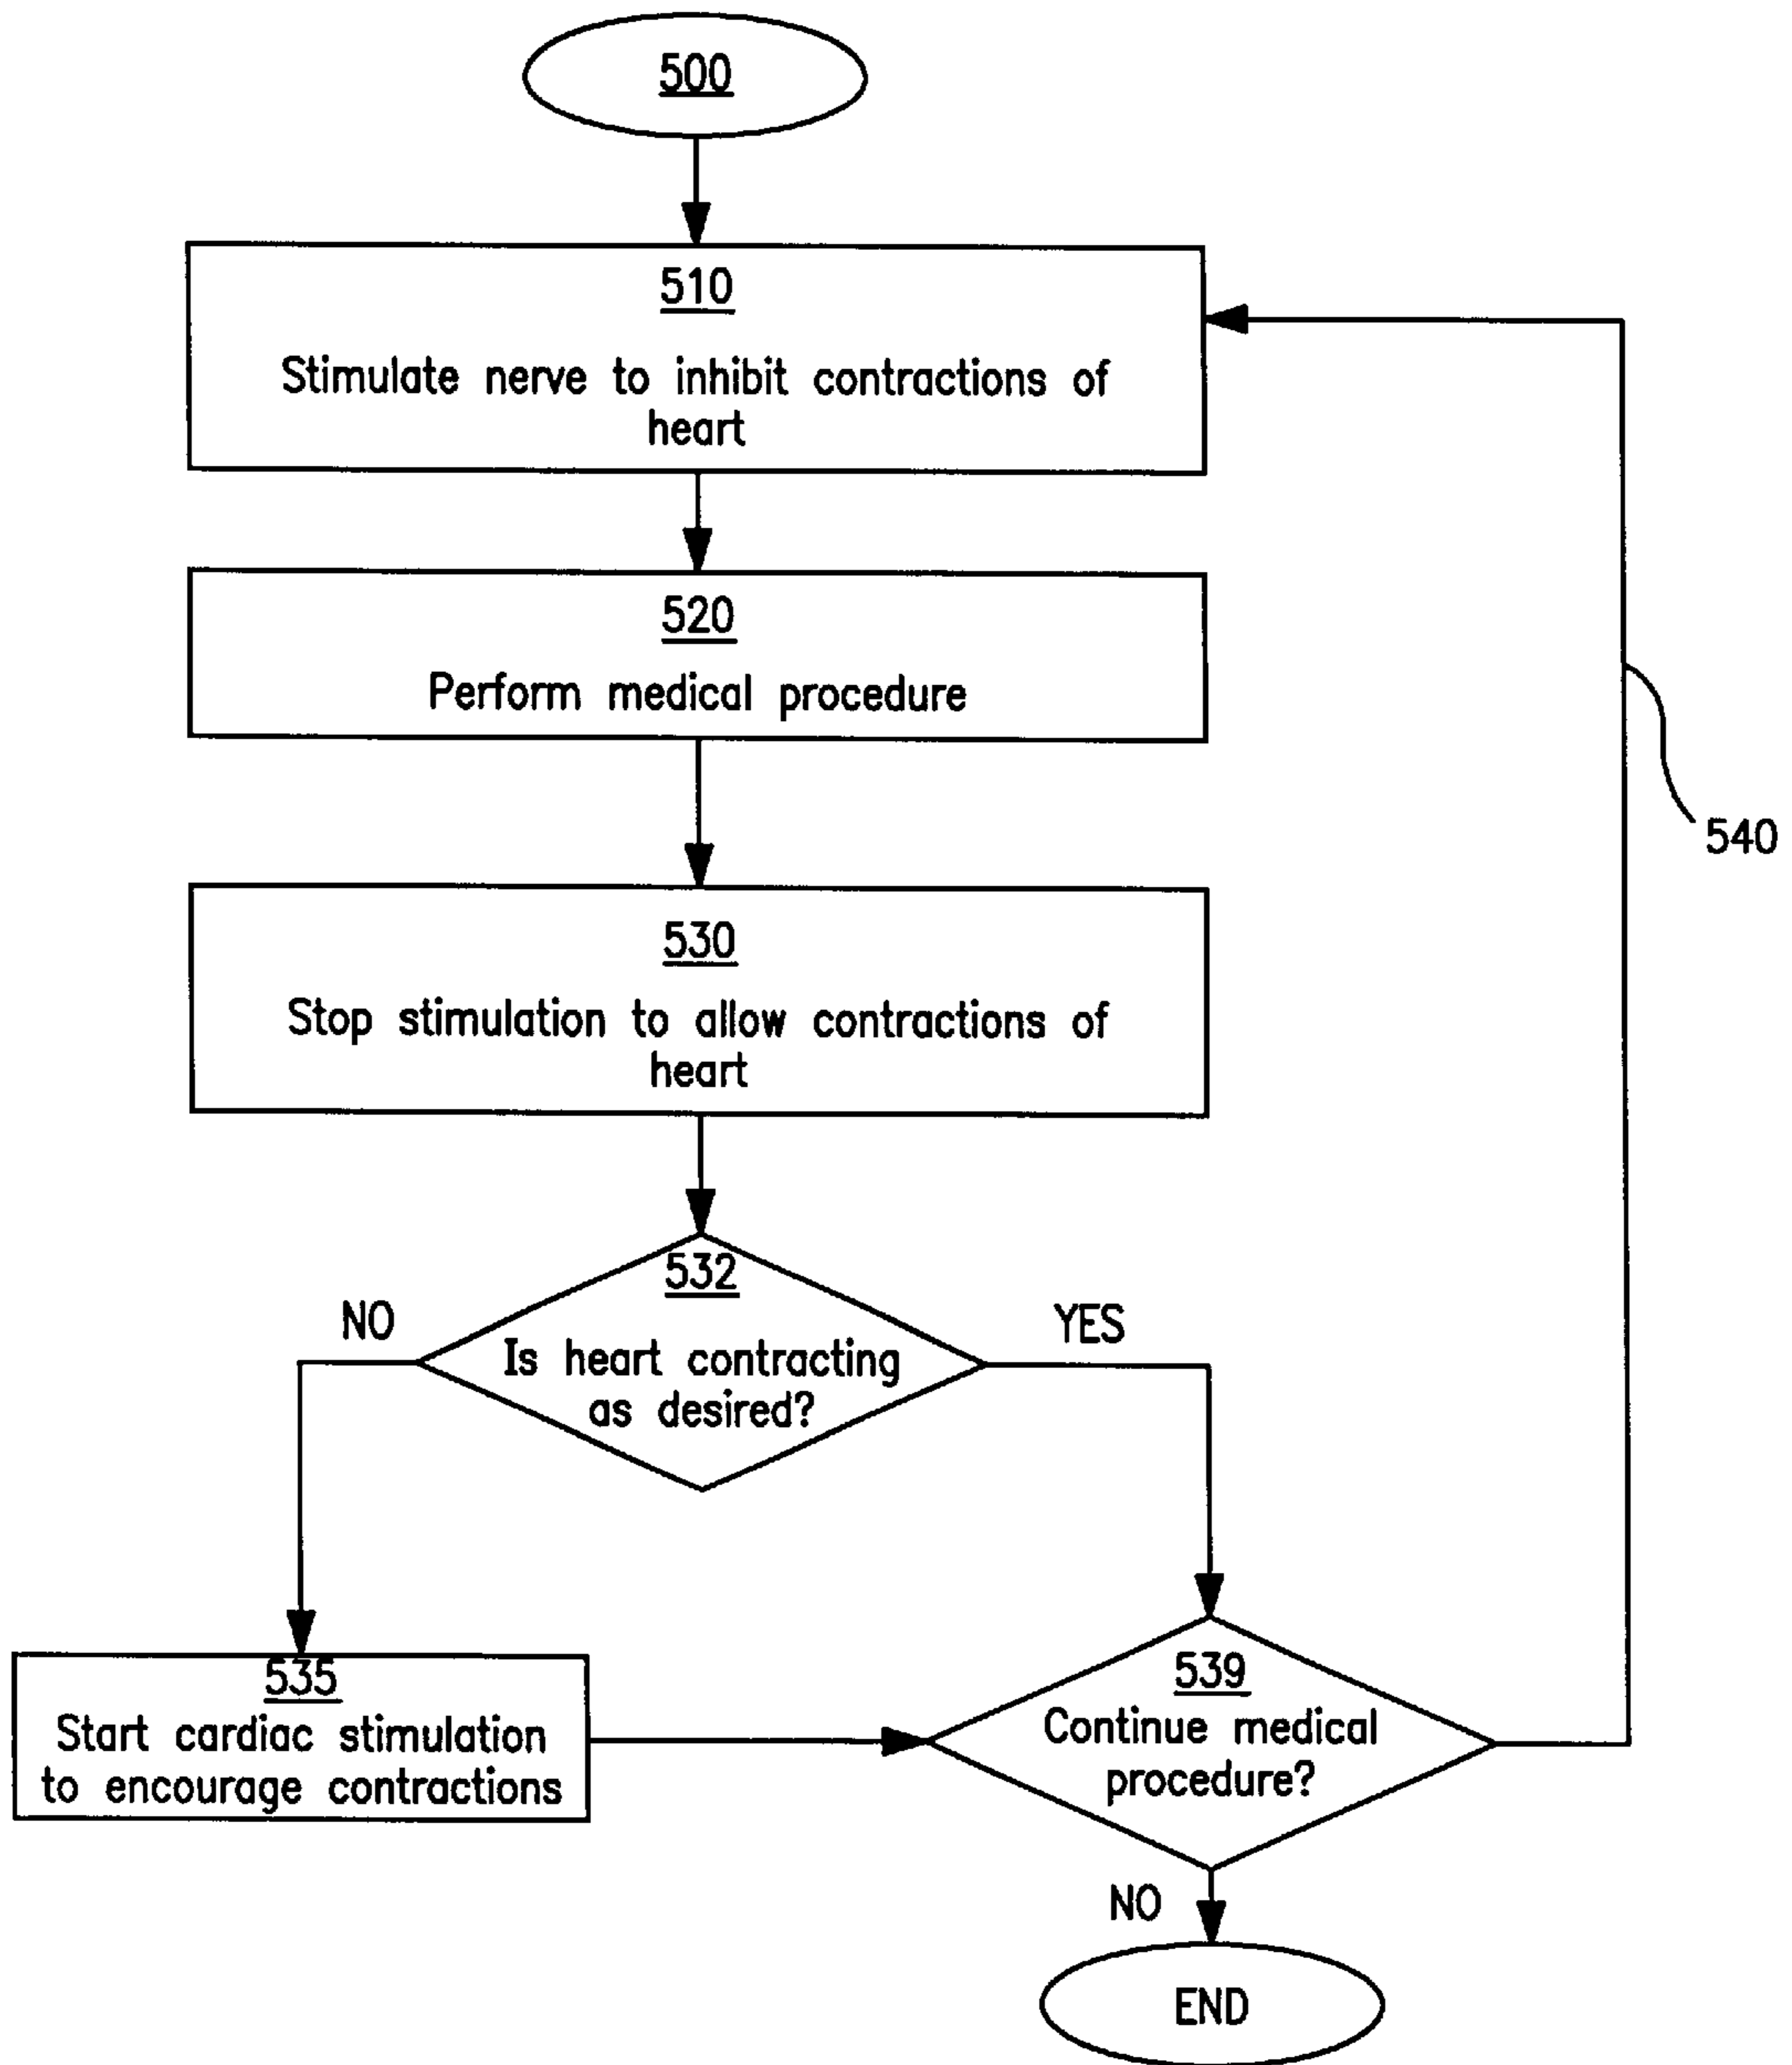 500
510
Stimulate nerve to inhibit contractions of
heart
520
Perform medical procedure
540
530
Stop stimulation to allow contractions of
heart
532
NO
YES
Is heart contracting
as desired?
535
Start cardiac stimulation
to encourage contractions
539
Continue medical
procedure?
NO
END